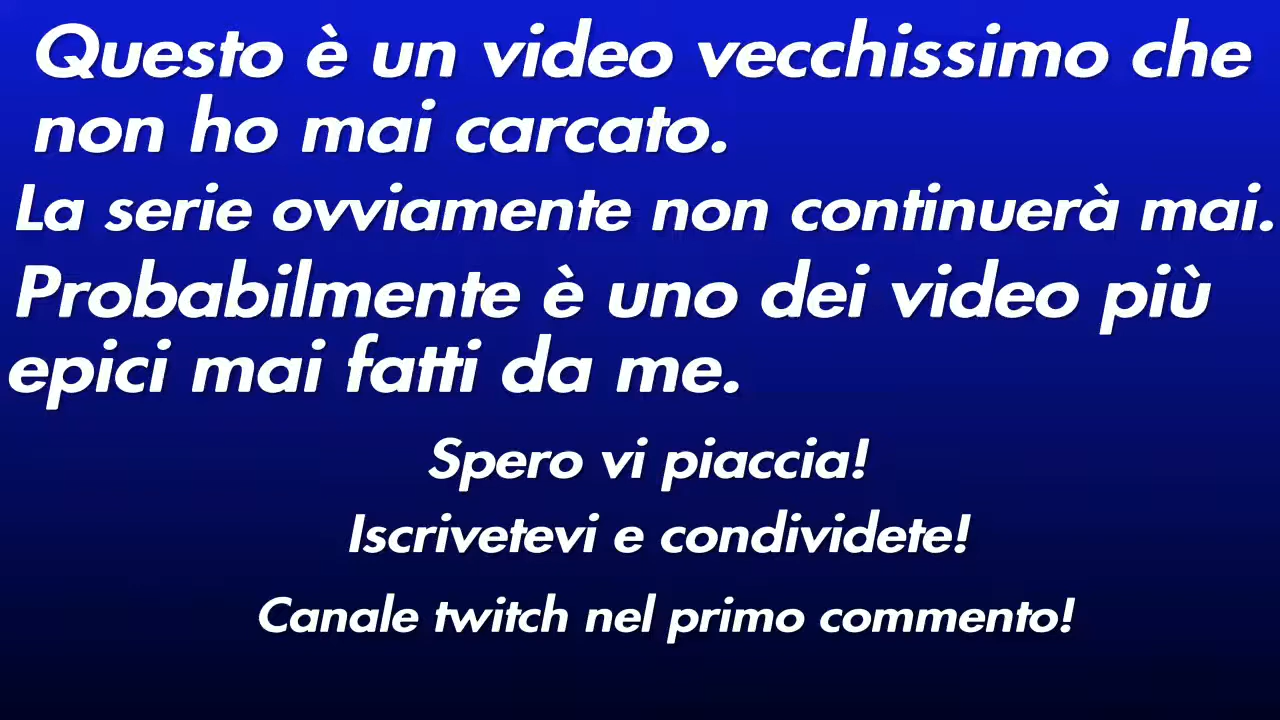 Questo è un video vecchissimo che
non ho mai carcato.
La serie ovviamente non continuerà mai.
Probabilmente è uno dei video più
epici mai fatti da me.
Spero vi piaccia!
Iscrivetevi e condividete!
Canale twitch nel primo commento!